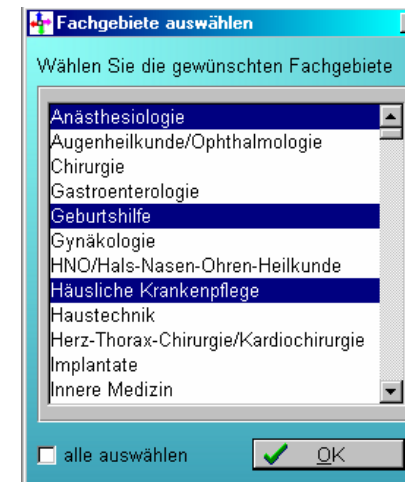 Fachgebiete auswählen
Wählen Sie die gewünschten Fachgebiete
Anästhesiologie
Augenheilkunde/Ophthalmologie
Chirurgie
Gastroenterologie
Geburtshilfe
Gynäkologie
HNO/Hals-Nasen-Ohren-Heilkunde
Häusliche Krankenpflege
Haustechnik
Herz-Thorax-Chirurgie/Kardiochirurgie
Implantate
Innere Medizin
alle auswählen
OK